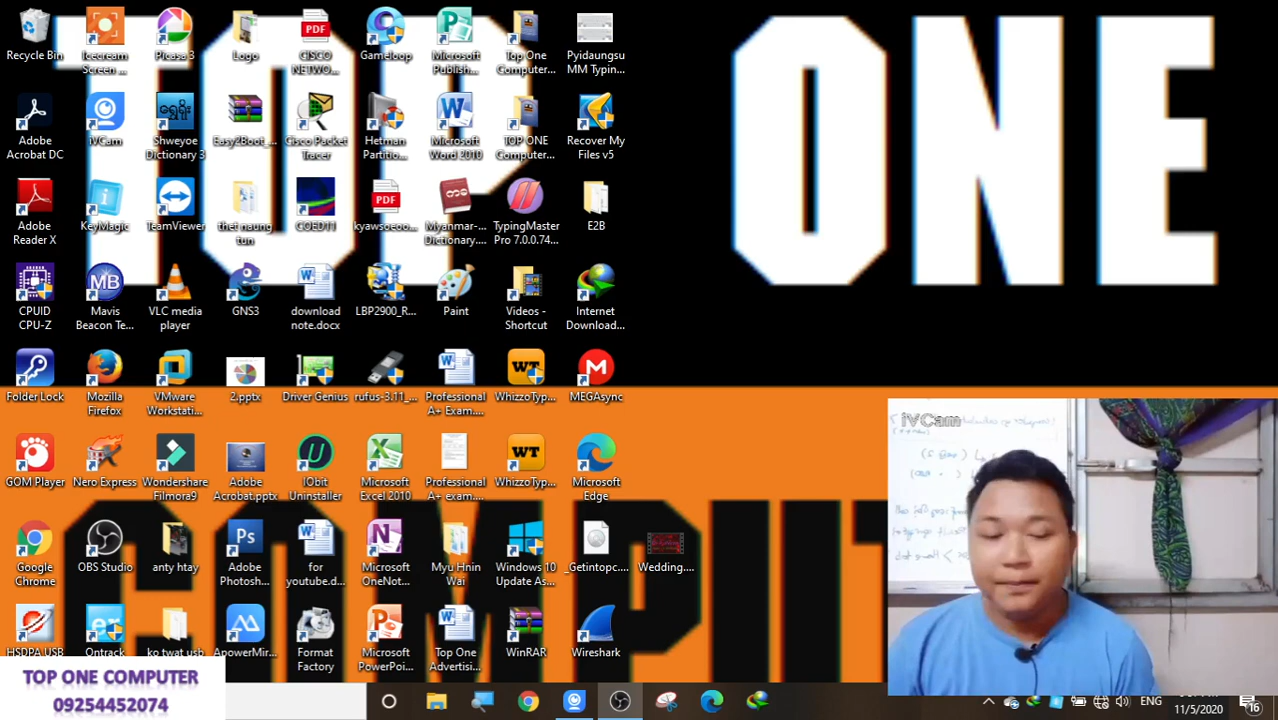 TOP ONE
COMPUT
Recycle Bin
Icecream Screen ...
Picasa 3
Logo
CISCO NETWO...
Gameloop
Microsoft Publish...
Top One Computer...
Pyidaungsu MM Typin...
Adobe Acrobat DC
iVCam
Shweyoe Dictionary 3
Easy2Boot_...
Cisco Packet Tracer
Hetman Partitio...
Microsoft Word 2010
TOP ONE Computer...
Recover My Files v5
Adobe Reader X
KeyMagic
TeamViewer
thet naung tun
COED11
kyawsoeoo...
Myanmar-... Dictionary....
TypingMaster Pro 7.0.0.74...
E2B
CPUID CPU-Z
Mavis Beacon Te...
VLC media player
GNS3
download note.docx
LBP2900_R...
Paint
Videos - Shortcut
Internet Download...
Folder Lock
Mozilla Firefox
VMware Workstati...
2.pptx
Driver Genius
rufus-3.11_...
Professional A+ Exam....
WhizzoTyp...
MEGAsync
GOM Player
Nero Express
Wondershare Filmora9
Adobe Acrobat.pptx
IObit Uninstaller
Microsoft Excel 2010
Professional A+ exam....
WhizzoTyp...
Microsoft Edge
Google Chrome
OBS Studio
anty htay
Adobe Photosh...
for youtube.d...
Microsoft OneNot...
Myu Hnin Wai
Windows 10 Update As...
_Getintopc....
Wedding....
HSDPA USB
Ontrack
ko twat usb
ApowerMir...
Format Factory
Microsoft PowerPoi...
Top One Advertisi...
WinRAR
Wireshark
iVCam
TOP ONE COMPUTER
09254452074
ENG
11/5/2020
16